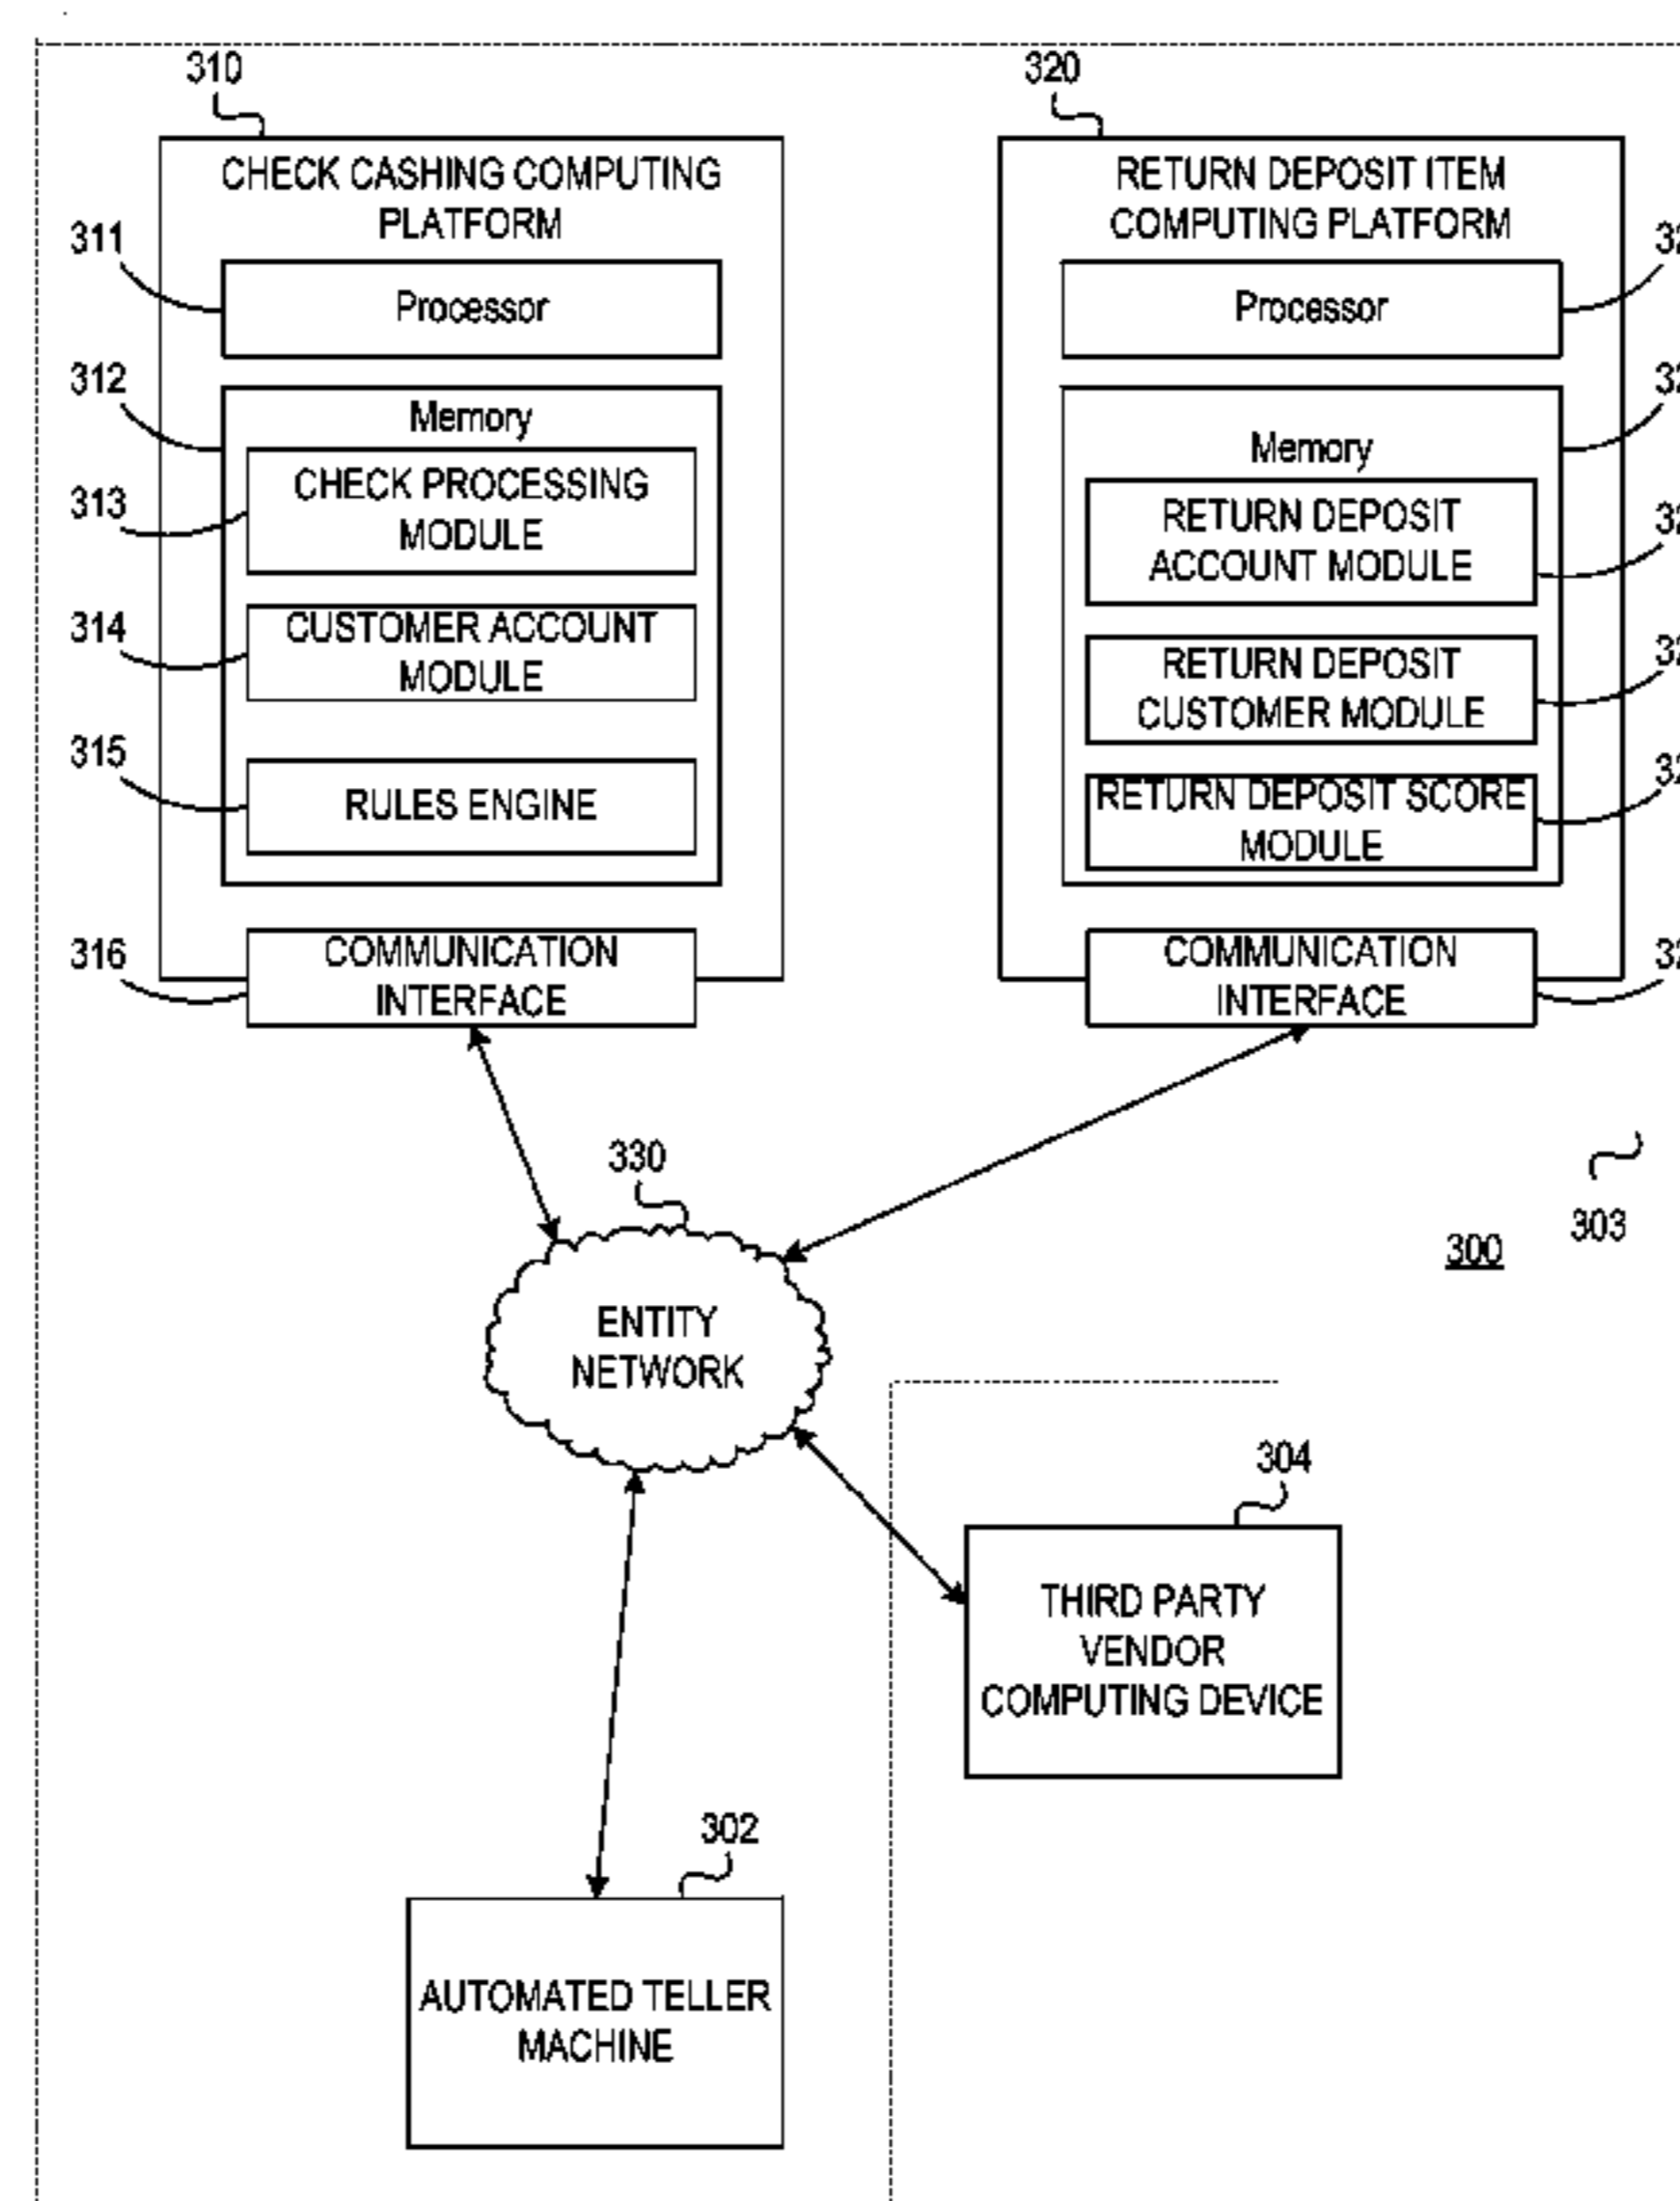 310
CHECK CASHING COMPUTING
PLATFORM
311
Processor
312
Memory
313
CHECK PROCESSING
MODULE
314
CUSTOMER ACCOUNT
MODULE
315
RULES ENGINE
316
COMMUNICATION
INTERFACE
320
RETURN DEPOSIT ITEM
COMPUTING PLATFORM
Processor
Memory
RETURN DEPOSIT
ACCOUNT MODULE
RETURN DEPOSIT
CUSTOMER MODULE
RETURN DEPOSIT SCORE
MODULE
COMMUNICATION
INTERFACE
330
ENTITY
NETWORK
303
300
304
THIRD PARTY
VENDOR
COMPUTING DEVICE
302
AUTOMATED TELLER
MACHINE